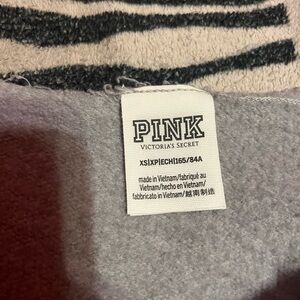 PINK
VICTORIA'S SECRET
XS|XP|ECH|165/84A
made in Vietnam/fabriqué au
Vietnam/hecho en Vietnam/
fabbricato in Vietnam/越南制造